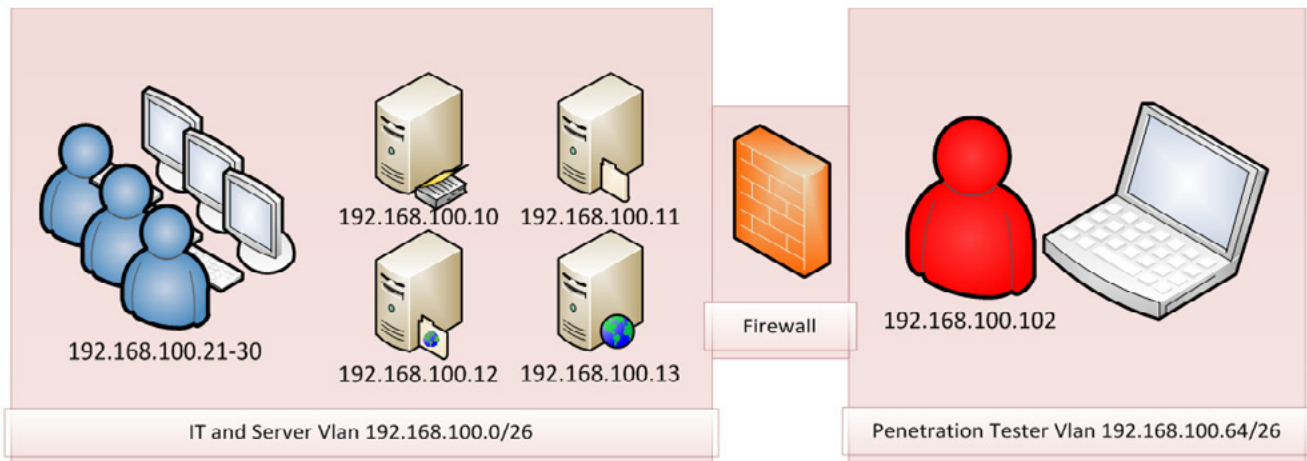 192.168.100.10
192.168.100.11
192.168.100.21-30
192.168.100.12
192.168.100.13
IT and Server Vlan 192.168.100.0/26
Firewall
192.168.100.102
Penetration Tester Vlan 192.168.100.64/26